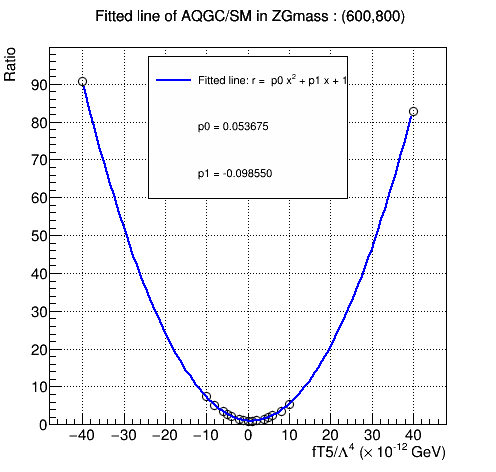 Fitted line of AQGC/SM in ZGmass : (600,800)
Ratio
Fitted line: r = p0 x² + p1 x + 1
p0 = 0.053675
p1 = -0.098550
90
80
70
60
50
40
30
20
10
0
−40 −30 −20 −10 0 10 20 30 40
fT5/Λ⁴ (× 10⁻¹² GeV)